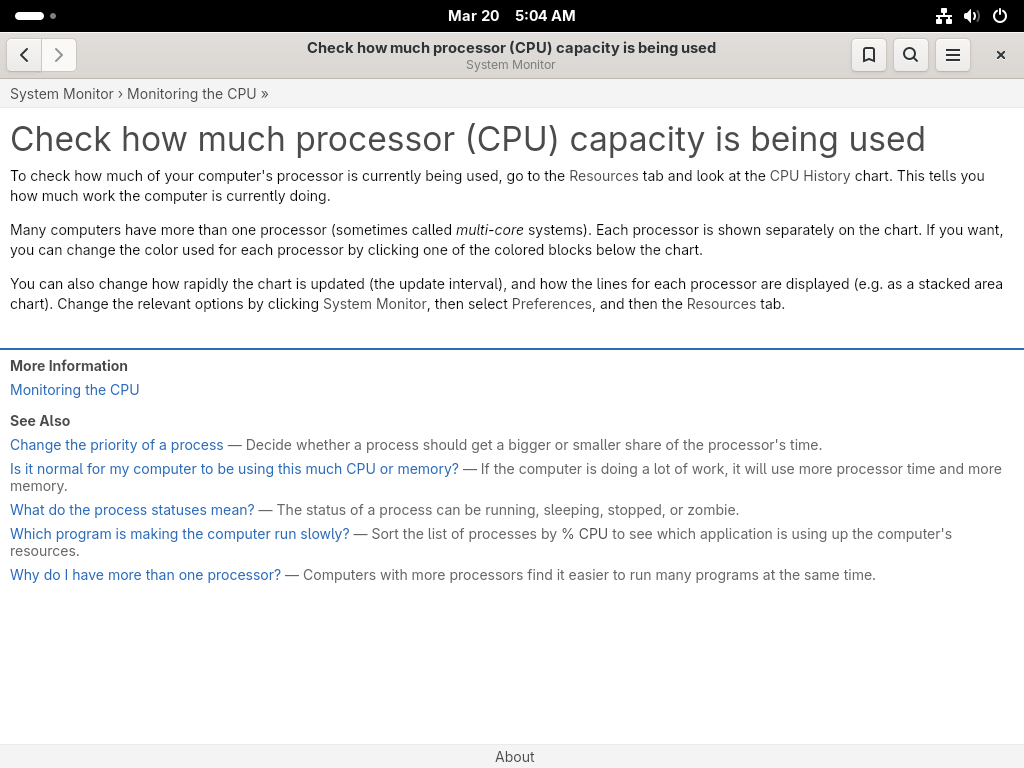 Mar 20 5:04 AM
Check how much processor (CPU) capacity is being used
System Monitor
System Monitor › Monitoring the CPU »
Check how much processor (CPU) capacity is being used
To check how much of your computer's processor is currently being used, go to the Resources tab and look at the CPU History chart. This tells you
how much work the computer is currently doing.
Many computers have more than one processor (sometimes called multi-core systems). Each processor is shown separately on the chart. If you want,
you can change the color used for each processor by clicking one of the colored blocks below the chart.
You can also change how rapidly the chart is updated (the update interval), and how the lines for each processor are displayed (e.g. as a stacked area
chart). Change the relevant options by clicking System Monitor, then select Preferences, and then the Resources tab.
More Information
Monitoring the CPU
See Also
Change the priority of a process — Decide whether a process should get a bigger or smaller share of the processor's time.
Is it normal for my computer to be using this much CPU or memory? — If the computer is doing a lot of work, it will use more processor time and more
memory.
What do the process statuses mean? — The status of a process can be running, sleeping, stopped, or zombie.
Which program is making the computer run slowly? — Sort the list of processes by % CPU to see which application is using up the computer's
resources.
Why do I have more than one processor? — Computers with more processors find it easier to run many programs at the same time.
About